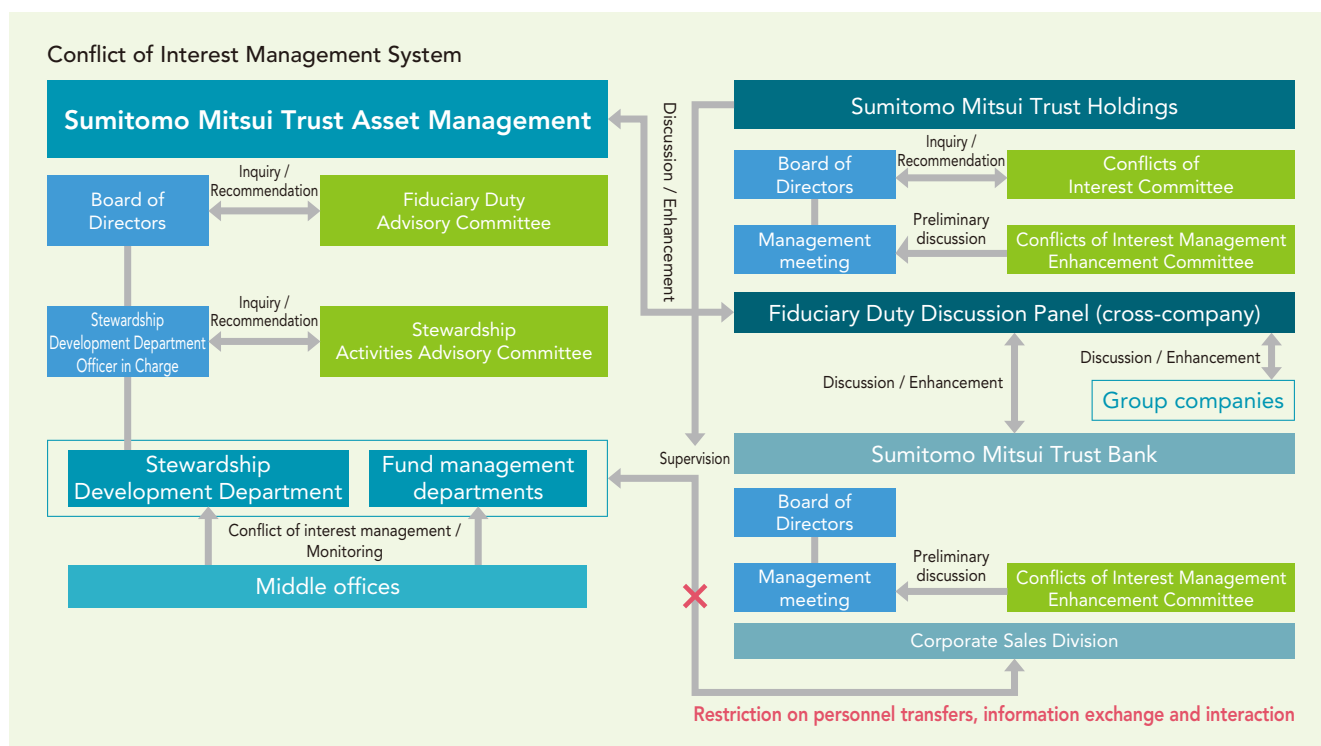 Conflict of Interest Management System
Sumitomo Mitsui Trust Asset Management
Board of
Directors
Inquiry /
Recommendation
Fiduciary Duty
Advisory Committee
Stewardship
Development Department
Officer in Charge
Inquiry /
Recommendation
Stewardship
Activities Advisory Committee
Stewardship
Development Department
Fund management
departments
Conflict of interest management /
Monitoring
Middle offices
Discussion / Enhancement
Supervision
Sumitomo Mitsui Trust Holdings
Board of
Directors
Inquiry /
Recommendation
Conflicts of
Interest Committee
Management
meeting
Preliminary
discussion
Conflicts of Interest Management
Enhancement Committee
Fiduciary Duty Discussion Panel (cross-company)
Discussion / Enhancement
Discussion / Enhancement
Group companies
Sumitomo Mitsui Trust Bank
Board of
Directors
Management
meeting
Preliminary
discussion
Conflicts of Interest Management
Enhancement Committee
Corporate Sales Division
Restriction on personnel transfers, information exchange and interaction